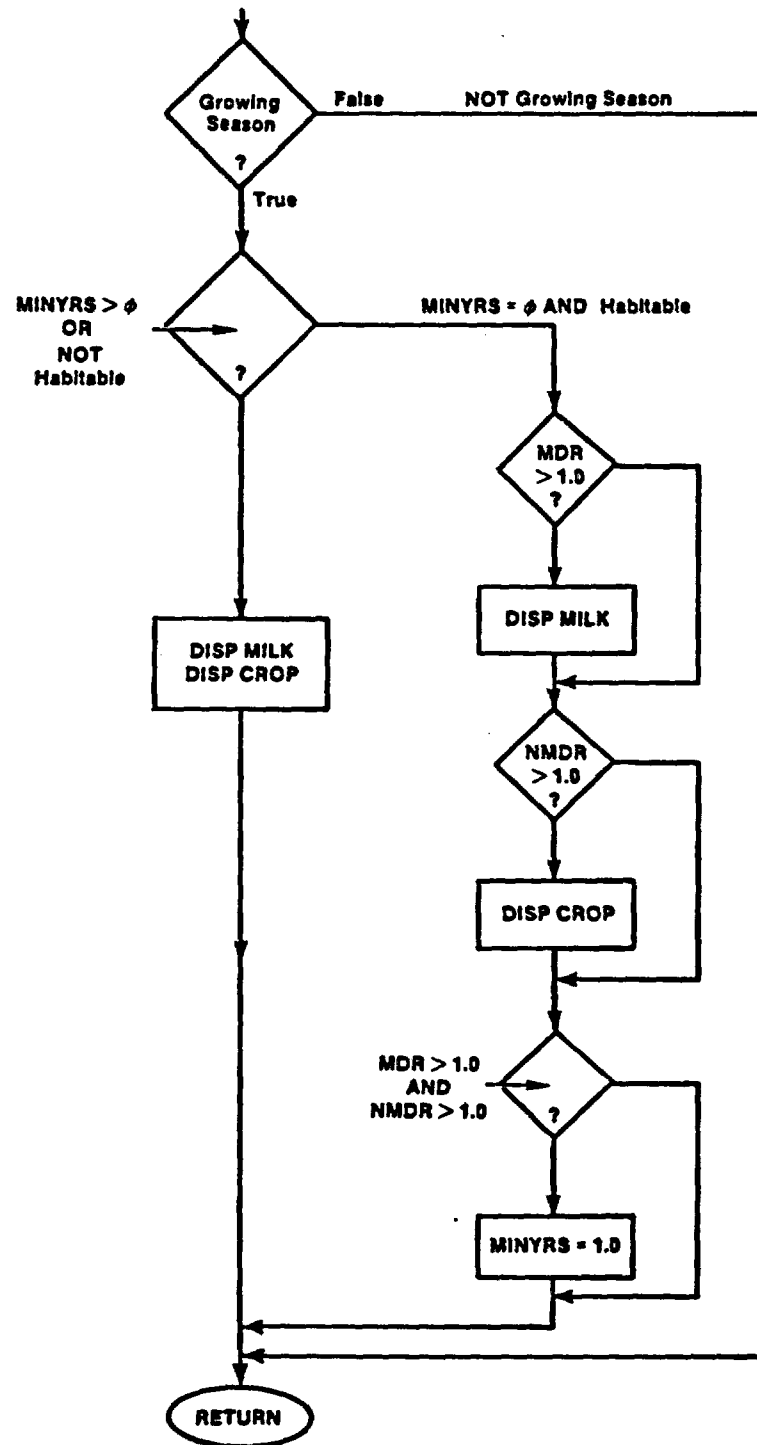 Growing
Season
?
False
NOT Growing Season
True
MINYRS > ϕ
OR
NOT
Habitable
?
MINYRS = ϕ AND Habitable
MDR
> 1.0
?
DISP MILK
DISP MILK
DISP CROP
NMDR
> 1.0
?
DISP CROP
MDR > 1.0
AND
NMDR > 1.0
?
MINYRS = 1.0
RETURN